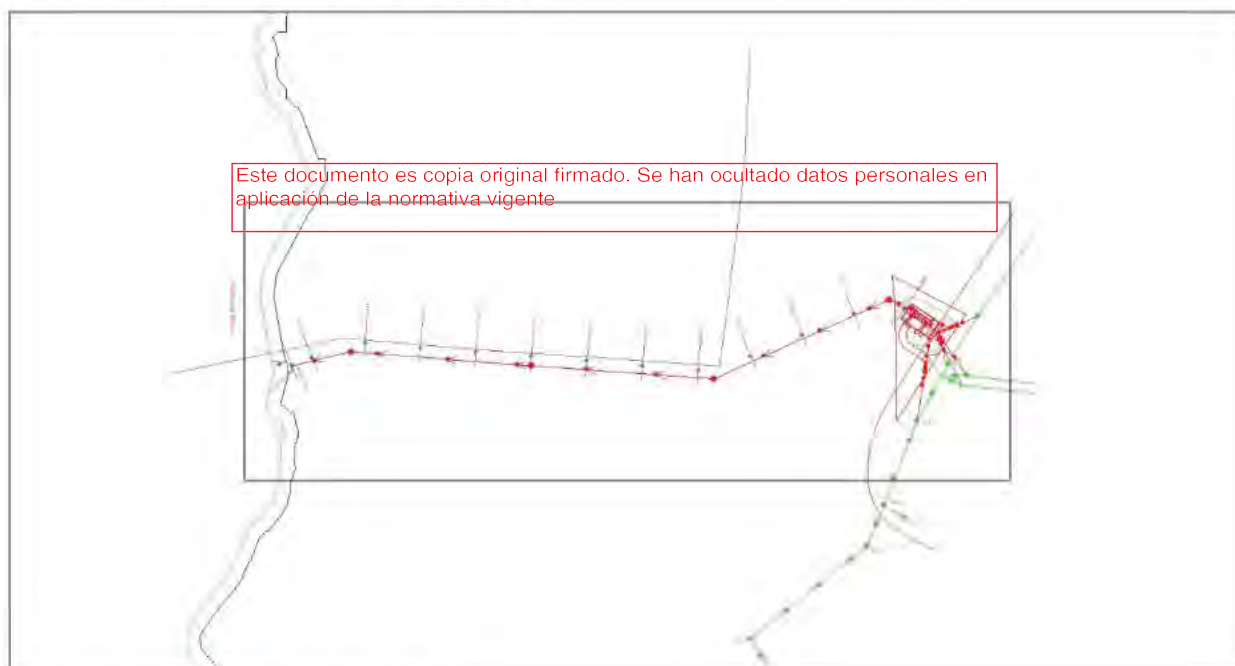 Este documento es copia original firmado. Se han ocultado datos personales en
aplicación de la normativa vigente